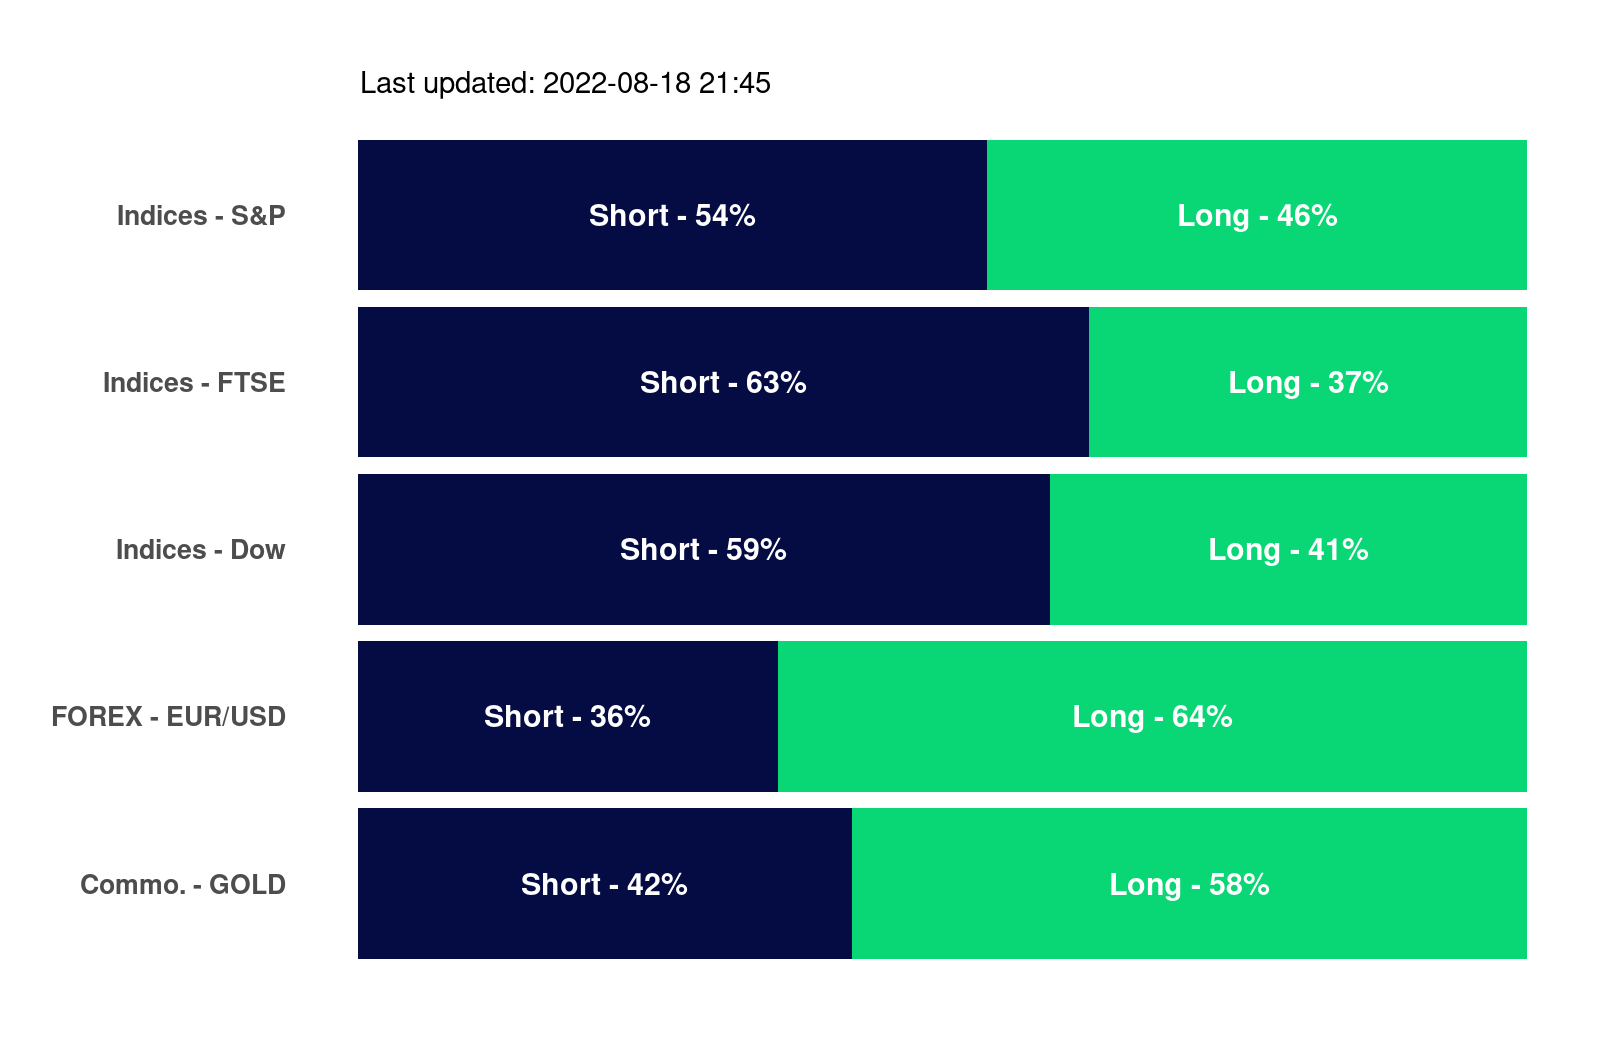 Last updated: 2022-08-18 21:45
Indices - S&P Short - 54% Long - 46%
Indices - FTSE Short - 63% Long - 37%
Indices - Dow Short - 59% Long - 41%
FOREX - EUR/USD Short - 36% Long - 64%
Commo. - GOLD Short - 42% Long - 58%